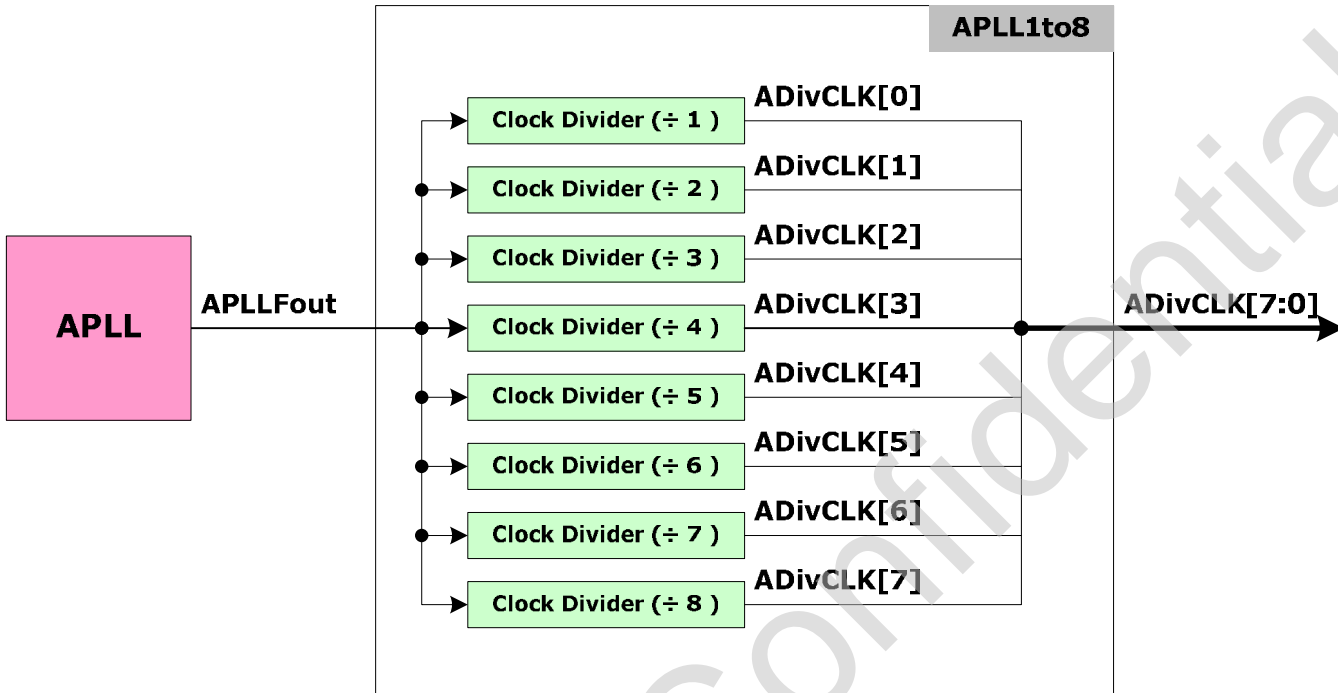 APLL1to8
ADivCLK[0]
Clock Divider (÷ 1 )
ADivCLK[1]
Clock Divider (÷ 2 )
ADivCLK[2]
Clock Divider (÷ 3 )
APLL
APLLFout
ADivCLK[3]
ADivCLK[7:0]
Clock Divider (÷ 4 )
ADivCLK[4]
Clock Divider (÷ 5 )
ADivCLK[5]
Clock Divider (÷ 6 )
ADivCLK[6]
Clock Divider (÷ 7 )
ADivCLK[7]
Clock Divider (÷ 8 )
Confidential